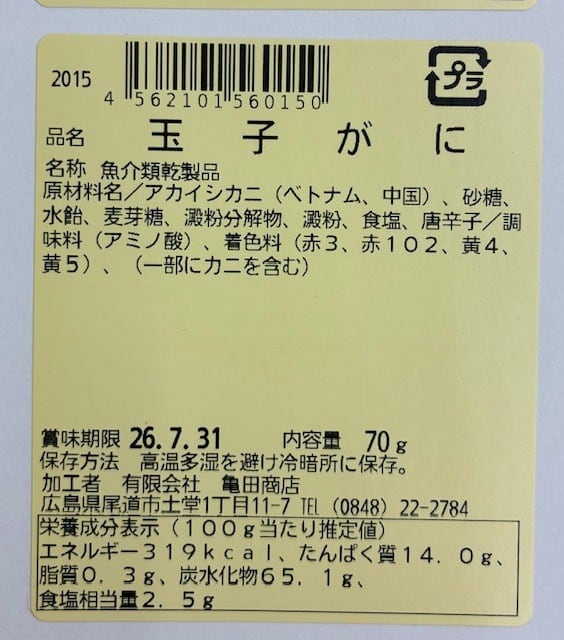 2015
4 562101 560150
プラ
品名 玉子がに
名称 魚介類乾製品
原材料名／アカイシカニ（ベトナム、中国）、砂糖、
水飴、麦芽糖、澱粉分解物、澱粉、食塩、唐辛子／調
味料（アミノ酸）、着色料（赤３、赤１０２、黄４、
黄５）、（一部にカニを含む）
賞味期限 26.7.31 内容量 70g
保存方法 高温多湿を避け冷暗所に保存。
加工者 有限会社 亀田商店
広島県尾道市土堂1丁目11-7 TEL (0848) 22-2784
栄養成分表示（１００g当たり推定値）
エネルギー３１９ｋｃａｌ、たんぱく質１４．０g、
脂質０．３g、炭水化物６５．１g、
食塩相当量２．５g